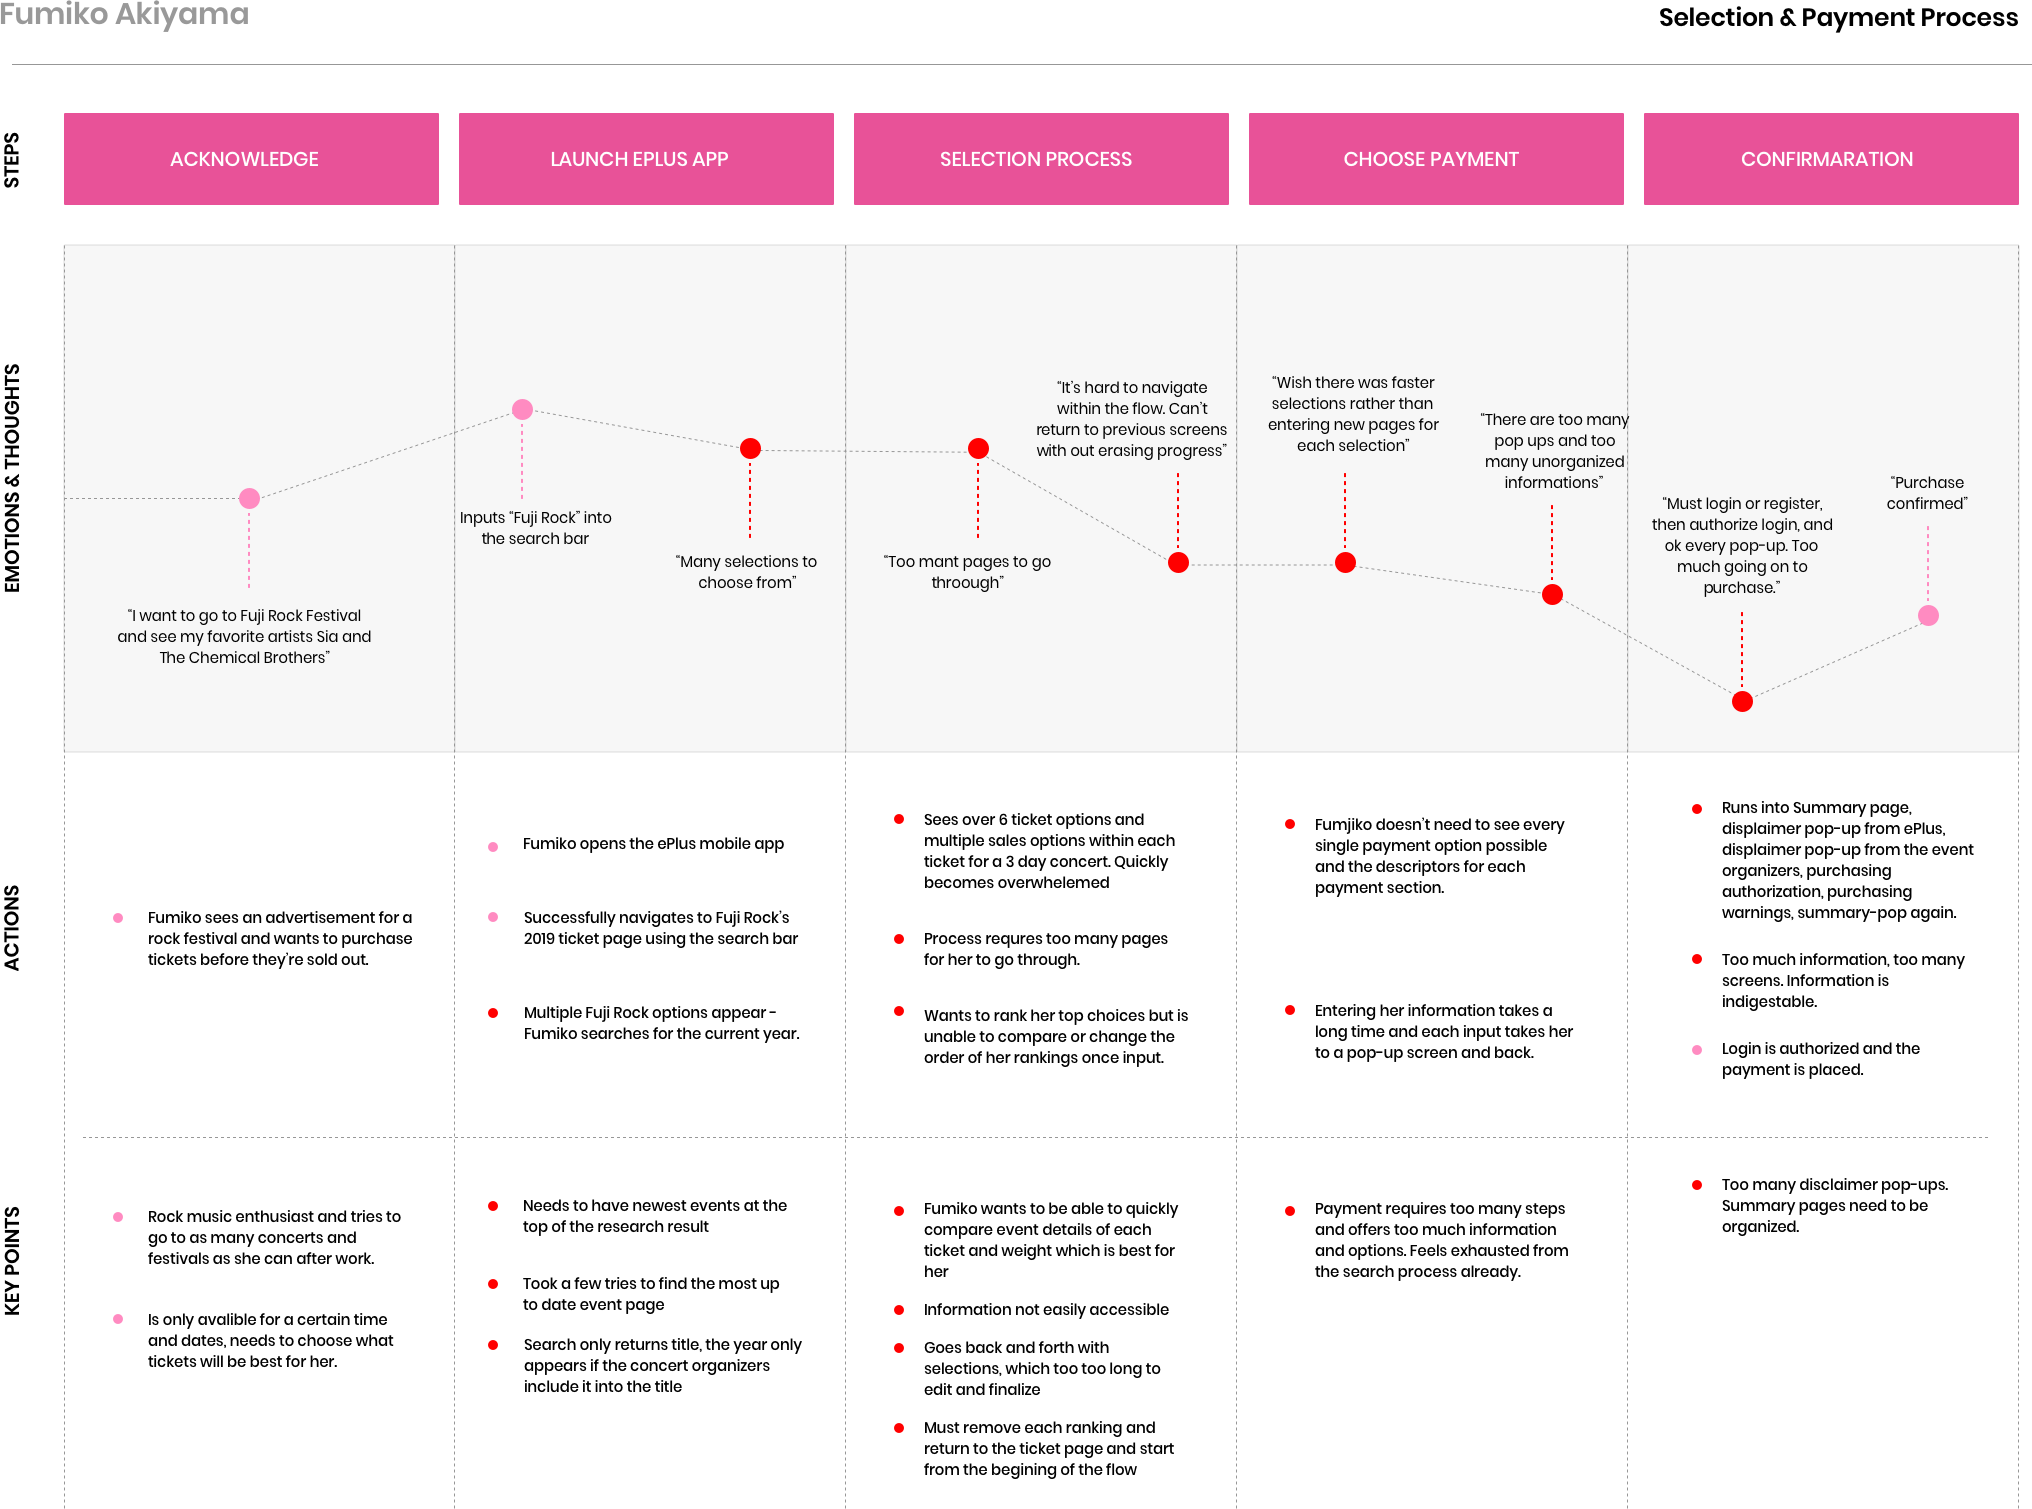 Fumiko Akiyama
Selection & Payment Process
STEPS
ACKNOWLEDGE
LAUNCH EPLUS APP
SELECTION PROCESS
CHOOSE PAYMENT
CONFIRMARATION
EMOTIONS & THOUGHTS
“I want to go to Fuji Rock Festival
and see my favorite artists Sia and
The Chemical Brothers”
Inputs “Fuji Rock” into
the search bar
“Many selections to
choose from”
“Too mant pages to go
throough”
“It’s hard to navigate
within the flow. Can’t
return to previous screens
with out erasing progress”
“Wish there was faster
selections rather than
entering new pages for
each selection”
“There are too many
pop ups and too
many unorganized
informations”
“Must login or register,
then authorize login, and
ok every pop-up. Too
much going on to
purchase.”
“Purchase
confirmed”
ACTIONS
Fumiko sees an advertisement for a
rock festival and wants to purchase
tickets before they’re sold out.
Fumiko opens the ePlus mobile app
Successfully navigates to Fuji Rock’s
2019 ticket page using the search bar
Multiple Fuji Rock options appear -
Fumiko searches for the current year.
Sees over 6 ticket options and
multiple sales options within each
ticket for a 3 day concert. Quickly
becomes overwhelemed
Process requres too many pages
for her to go through.
Wants to rank her top choices but is
unable to compare or change the
order of her rankings once input.
Fumjiko doesn’t need to see every
single payment option possible
and the descriptors for each
payment section.
Entering her information takes a
long time and each input takes her
to a pop-up screen and back.
Runs into Summary page,
displaimer pop-up from ePlus,
displaimer pop-up from the event
organizers, purchasing
authorization, purchasing
warnings, summary-pop again.
Too much information, too many
screens. Information is
indigestable.
Login is authorized and the
payment is placed.
KEY POINTS
Rock music enthusiast and tries to
go to as many concerts and
festivals as she can after work.
Is only avalible for a certain time
and dates, needs to choose what
tickets will be best for her.
Needs to have newest events at the
top of the research result
Took a few tries to find the most up
to date event page
Search only returns title, the year only
appears if the concert organizers
include it into the title
Fumiko wants to be able to quickly
compare event details of each
ticket and weight which is best for
her
Information not easily accessible
Goes back and forth with
selections, which too too long to
edit and finalize
Must remove each ranking and
return to the ticket page and start
from the begining of the flow
Payment requires too many steps
and offers too much information
and options. Feels exhausted from
the search process already.
Too many disclaimer pop-ups.
Summary pages need to be
organized.